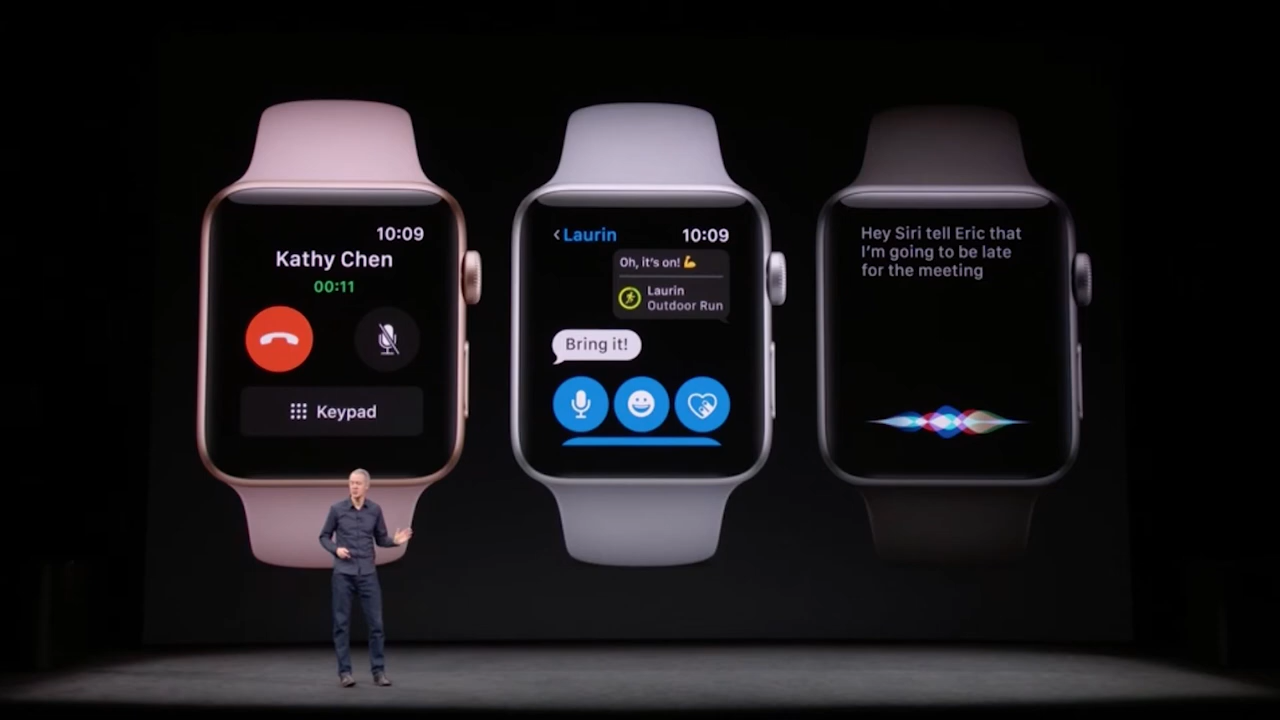 10:09
Kathy Chen
00:11
Keypad
Laurin
10:09
Oh, it's on! 💪
Laurin
Outdoor Run
Bring it!
Hey Siri tell Eric that
I'm going to be late
for the meeting